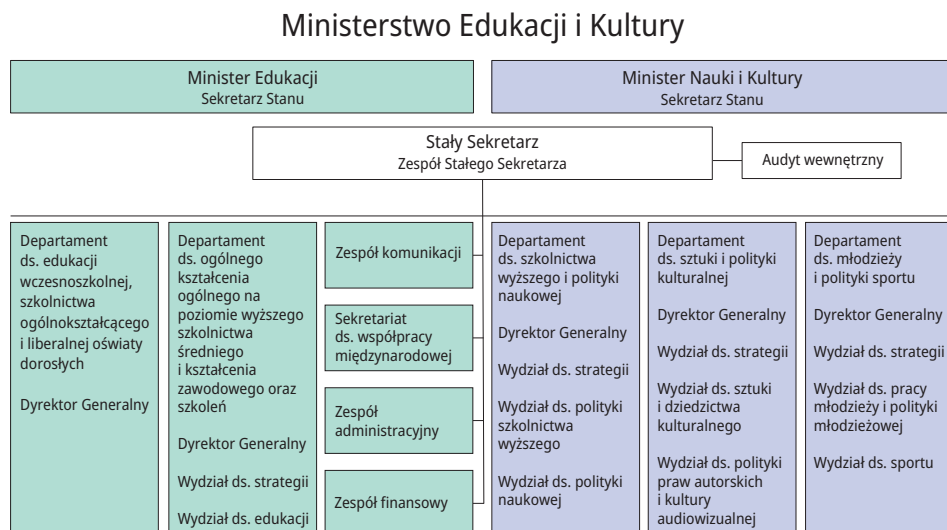 Ministerstwo Edukacji i Kultury
Minister Edukacji
Sekretarz Stanu
Minister Nauki i Kultury
Sekretarz Stanu
Stały Sekretarz
Zespół Stałego Sekretarza
Audyt wewnętrzny
Departament
ds. edukacji
wczesnoszkolnej,
szkolnictwa
ogólnokształcącego
i liberalnej oświaty
dorosłych
Dyrektor Generalny
Departament
ds. ogólnego
kształcenia
ogólnego na
poziomie wyższego
szkolnictwa
średniego
i kształcenia
zawodowego oraz
szkoleń
Dyrektor Generalny
Wydział ds. strategii
Wydział ds. edukacji
Zespół komunikacji
Sekretariat
ds. współpracy
międzynarodowej
Zespół
administracyjny
Zespół finansowy
Departament
ds. szkolnictwa
wyższego i polityki
naukowej
Dyrektor Generalny
Wydział ds. strategii
Wydział ds. polityki
szkolnictwa
wyższego
Wydział ds. polityki
naukowej
Departament
ds. sztuki i polityki
kulturalnej
Dyrektor Generalny
Wydział ds. strategii
Wydział ds. sztuki
i dziedzictwa
kulturalnego
Wydział ds. polityki
praw autorskich
i kultury
audiowizualnej
Departament
ds. młodzieży
i polityki sportu
Dyrektor Generalny
Wydział ds. strategii
Wydział ds. pracy
młodzieży i polityki
młodzieżowej
Wydział ds. sportu